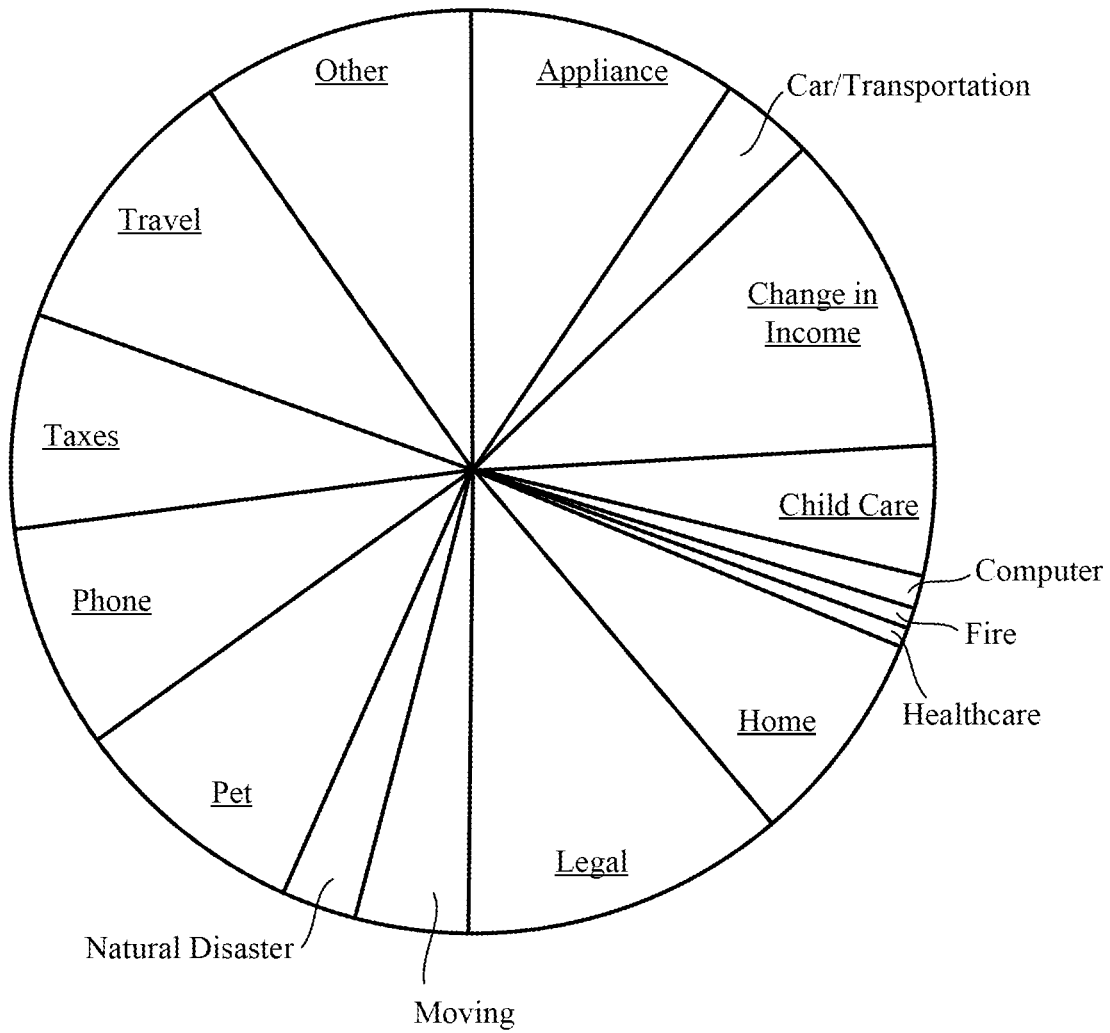 Other
Appliance
Car/Transportation
Travel
Change in
Income
Taxes
Child Care
Computer
Phone
Fire
Healthcare
Home
Pet
Legal
Natural Disaster
Moving